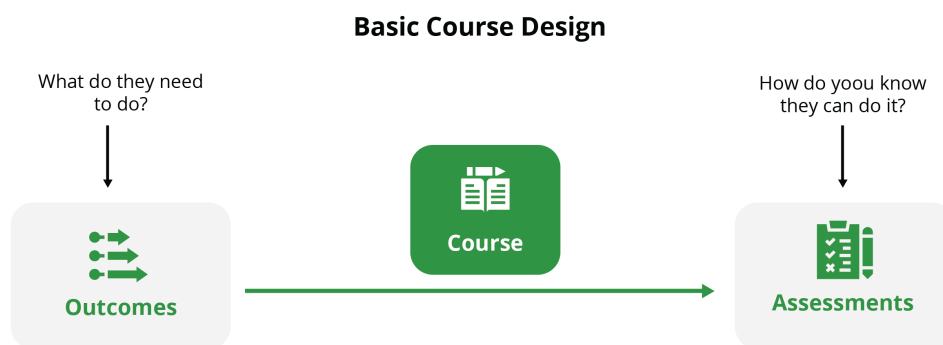 Basic Course Design
What do they need
to do?
How do yoou know
they can do it?
Course
Outcomes
Assessments